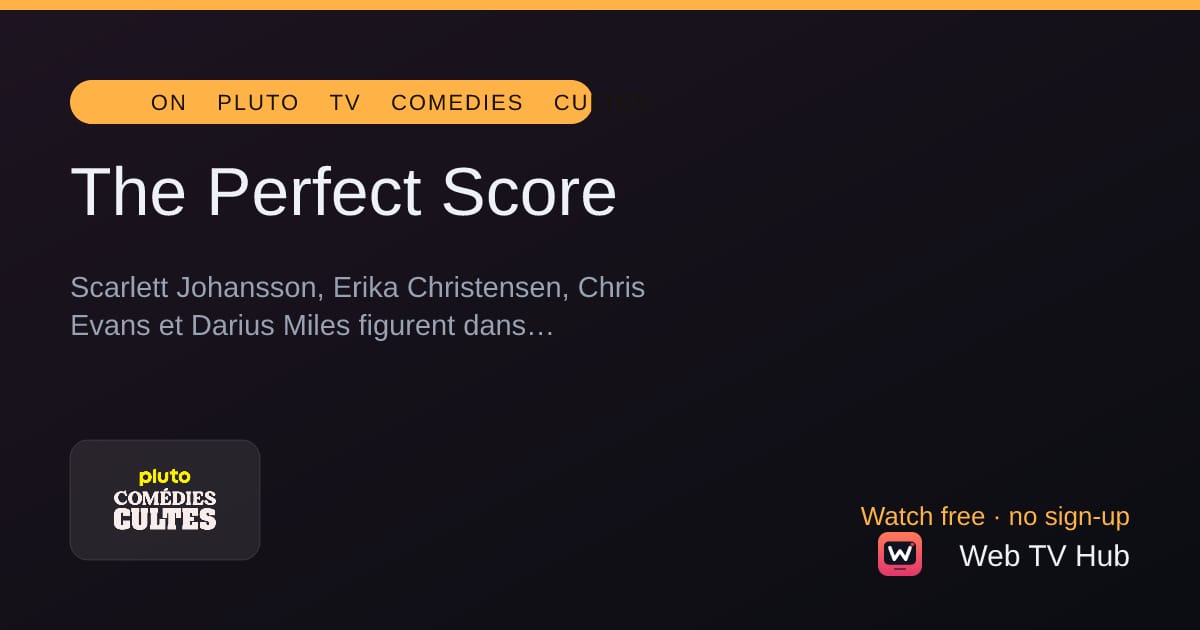 ON PLUTO TV COMEDIES CULTES
The Perfect Score
Scarlett Johansson, Erika Christensen, Chris
Evans et Darius Miles figurent dans…
pluto
COMÉDIES
CULTES
Watch free · no sign-up
W
Web TV Hub